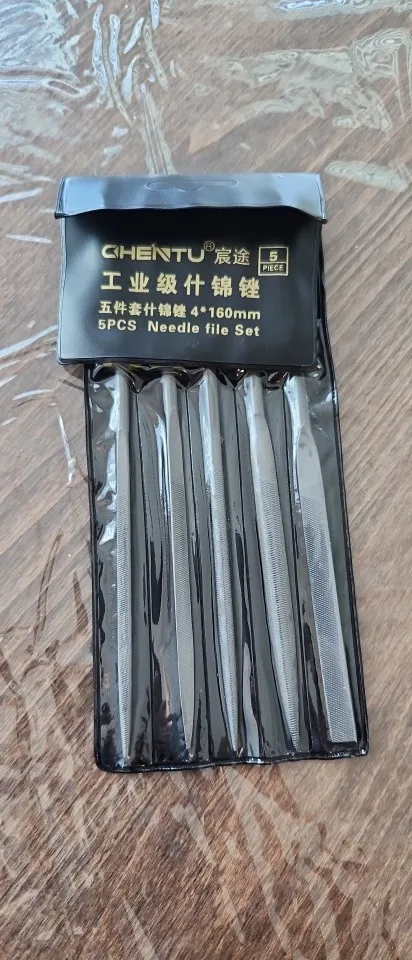 CHENTU® 宸途
5
PIECE
工业级什锦锉
五件套什锦锉 4*160mm
5PCS Needle file Set